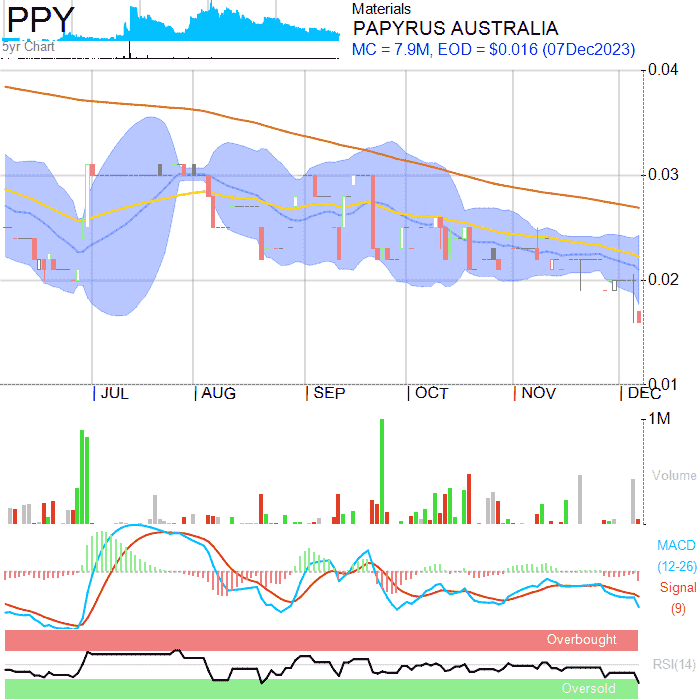 PPY
5yr Chart
Materials
PAPYRUS AUSTRALIA
MC = 7.9M, EOD = $0.016 (07Dec2023)
0.04
0.03
0.02
0.01
JUL AUG SEP OCT NOV DEC
1M
Volume
MACD
(12-26)
Signal
(9)
Overbought
RSI(14)
Oversold